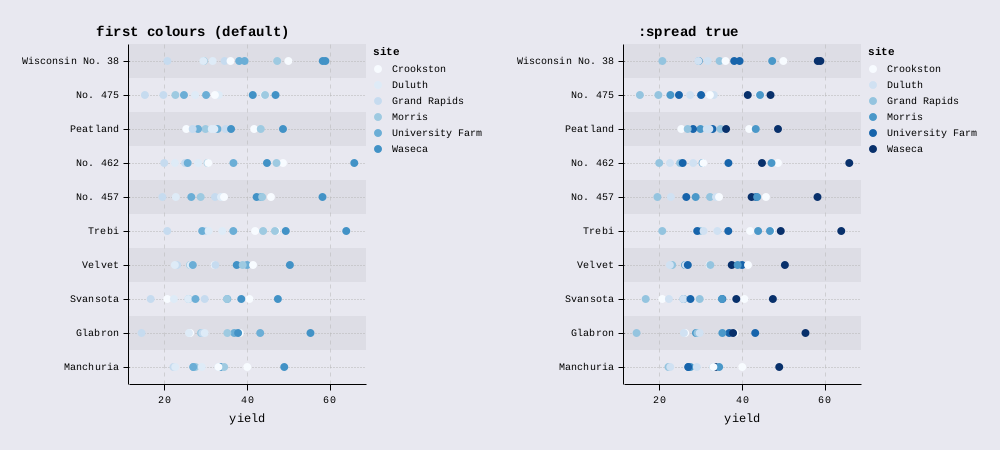 first colours (default)
Wisconsin No. 38
No. 475
Peatland
No. 462
No. 457
Trebi
Velvet
Svansota
Glabron
Manchuria
20
40
60
yield
site
Crookston
Duluth
Grand Rapids
Morris
University Farm
Waseca
:spread true
Wisconsin No. 38
No. 475
Peatland
No. 462
No. 457
Trebi
Velvet
Svansota
Glabron
Manchuria
20
40
60
yield
site
Crookston
Duluth
Grand Rapids
Morris
University Farm
Waseca